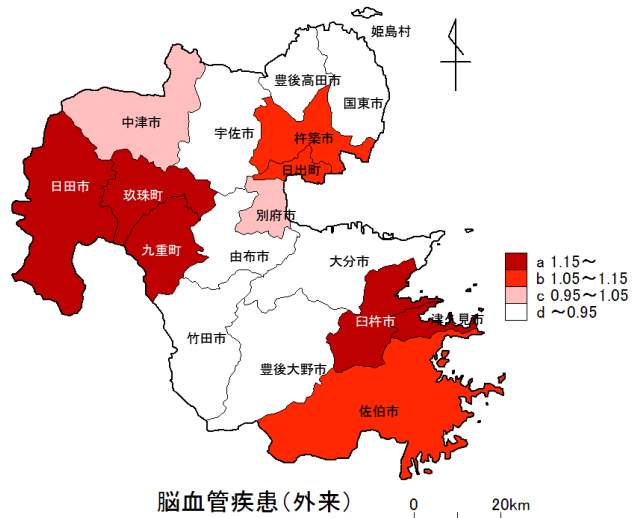 姫島村
豊後高田市
国東市
中津市
宇佐市
杵築市
日出町
日田市
玖珠町
別府市
九重町
由布市
大分市
臼杵市
津久見市
竹田市
豊後大野市
佐伯市
a 1.15～
b 1.05～1.15
c 0.95～1.05
d ～0.95
脳血管疾患(外来)
0 20km